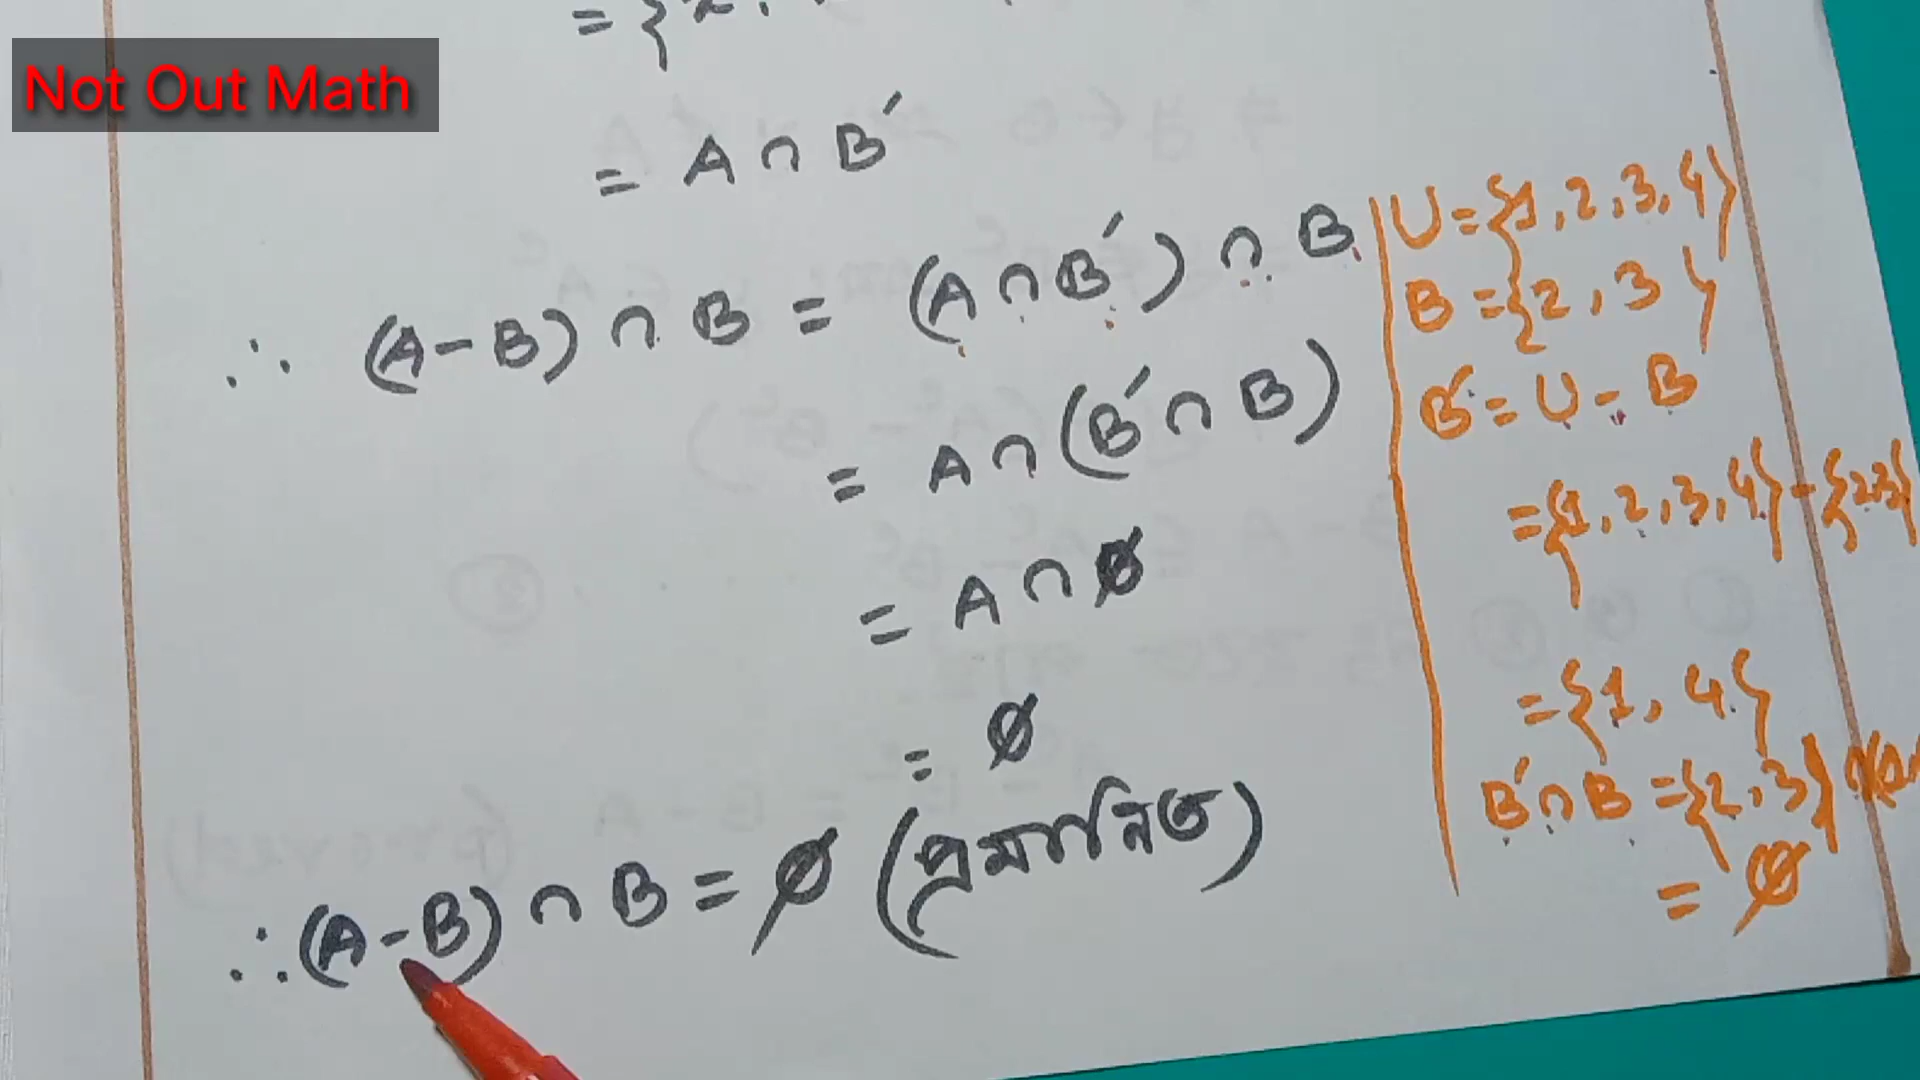 Not Out Math
= {x :
= A ∩ B′
∴ (A-B) ∩ B = (A∩B′) ∩ B
= A∩(B′∩B)
= A∩∅
= ∅
∴(A-B) ∩ B = ∅ (প্রমানিত)
U={1,2,3,4}
B={2,3}
B′= U - B
={1,2,3,4}-{2,3}
={1,4}
B′∩B={2,3}∩{1
= ∅